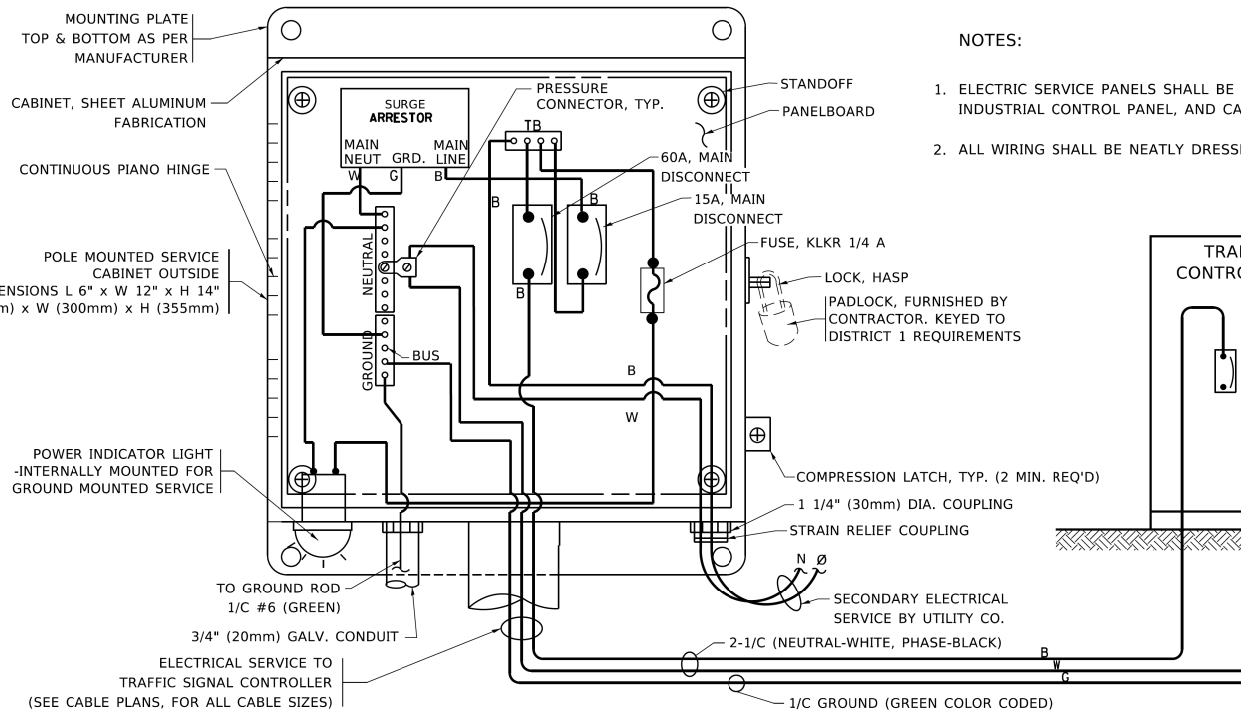 MOUNTING PLATE
TOP & BOTTOM AS PER
MANUFACTURER
CABINET, SHEET ALUMINUM
FABRICATION
CONTINUOUS PIANO HINGE
POLE MOUNTED SERVICE
CABINET OUTSIDE
ENSIONS L 6" x W 12" x H 14"
m) x W (300mm) x H (355mm)
POWER INDICATOR LIGHT
-INTERNALLY MOUNTED FOR
GROUND MOUNTED SERVICE
SURGE
ARRESTOR
MAIN
NEUT
GRD.
MAIN
LINE
W
G
B
PRESSURE
CONNECTOR, TYP.
TB
60A, MAIN
DISCONNECT
15A, MAIN
DISCONNECT
B
B
B
NEUTRAL
GROUND
BUS
B
W
STANDOFF
PANELBOARD
FUSE, KLKR 1/4 A
LOCK, HASP
PADLOCK, FURNISHED BY
CONTRACTOR. KEYED TO
DISTRICT 1 REQUIREMENTS
COMPRESSION LATCH, TYP. (2 MIN. REQ'D)
1 1/4" (30mm) DIA. COUPLING
STRAIN RELIEF COUPLING
N Ø
SECONDARY ELECTRICAL
SERVICE BY UTILITY CO.
TO GROUND ROD
1/C #6 (GREEN)
3/4" (20mm) GALV. CONDUIT
ELECTRICAL SERVICE TO
TRAFFIC SIGNAL CONTROLLER
(SEE CABLE PLANS, FOR ALL CABLE SIZES)
2-1/C (NEUTRAL-WHITE, PHASE-BLACK)
B
W
G
1/C GROUND (GREEN COLOR CODED)
NOTES:
1. ELECTRIC SERVICE PANELS SHALL BE
INDUSTRIAL CONTROL PANEL, AND CA
2. ALL WIRING SHALL BE NEATLY DRESSE
TRA
CONTRO